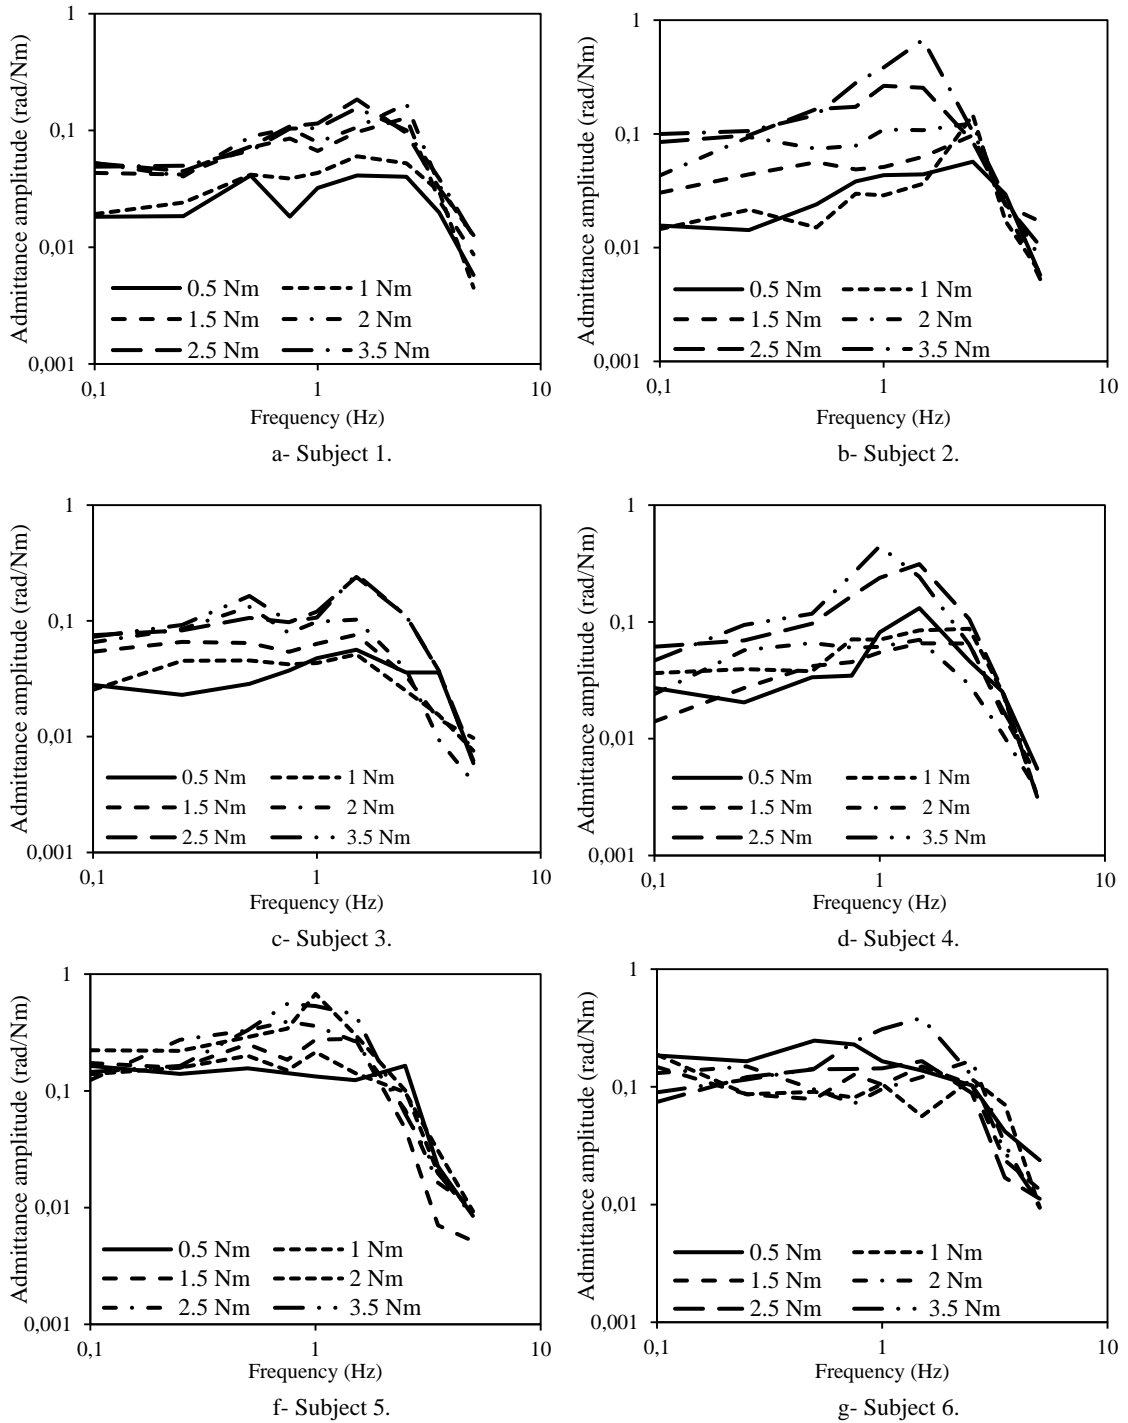 Admittance amplitude (rad/Nm)
1
0,1
0,01
0,001
0.5 Nm
1 Nm
1.5 Nm
2 Nm
2.5 Nm
3.5 Nm
0,1
1
10
Frequency (Hz)
a- Subject 1.
Admittance amplitude (rad/Nm)
1
0,1
0,01
0,001
0.5 Nm
1 Nm
1.5 Nm
2 Nm
2.5 Nm
3.5 Nm
0,1
1
10
Frequency (Hz)
b- Subject 2.
Admittance amplitude (rad/Nm)
1
0,1
0,01
0,001
0.5 Nm
1 Nm
1.5 Nm
2 Nm
2.5 Nm
3.5 Nm
0,1
1
10
Frequency (Hz)
c- Subject 3.
Admittance amplitude (rad/Nm)
1
0,1
0,01
0,001
0.5 Nm
1 Nm
1.5 Nm
2 Nm
2.5 Nm
3.5 Nm
0,1
1
10
Frequency (Hz)
d- Subject 4.
Admittance amplitude (rad/Nm)
1
0,1
0,01
0,001
0.5 Nm
1 Nm
1.5 Nm
2 Nm
2.5 Nm
3.5 Nm
0,1
1
10
Frequency (Hz)
f- Subject 5.
Admittance amplitude (rad/Nm)
1
0,1
0,01
0,001
0.5 Nm
1 Nm
1.5 Nm
2 Nm
2.5 Nm
3.5 Nm
0,1
1
10
Frequency (Hz)
g- Subject 6.